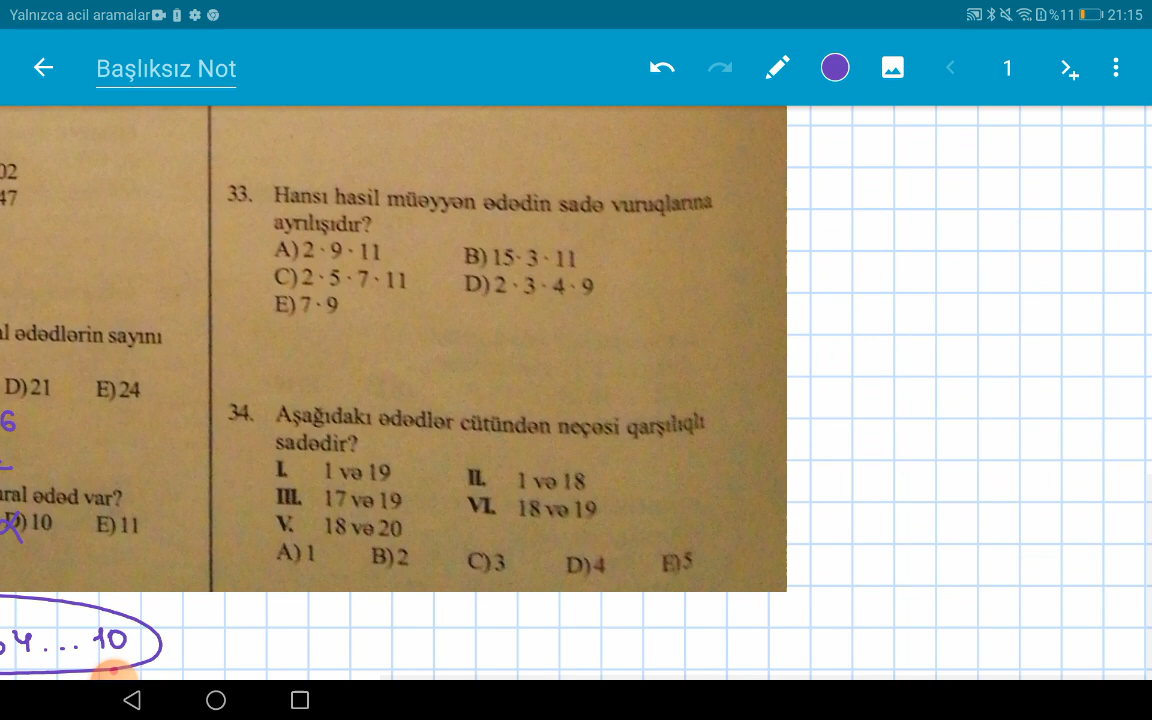 Yalnızca acil aramalar
%11 21:15
Başlıksız Not
1
02
47
al ədədlərin sayını
D) 21 E) 24
6
ural ədəd var?
D) 10 E) 11
4 ... 10
33. Hansı hasil müəyyən ədədin sadə vuruqlarına
ayrılışıdır?
A) 2 · 9 · 11 B) 15 · 3 · 11
C) 2 · 5 · 7 · 11 D) 2 · 3 · 4 · 9
E) 7 · 9
34. Aşağıdakı ədədlər cütündən neçəsi qarşılıqlı
sadədir?
I. 1 və 19 II. 1 və 18
III. 17 və 19 VI. 18 və 19
V. 18 və 20
A) 1 B) 2 C) 3 D) 4 E) 5